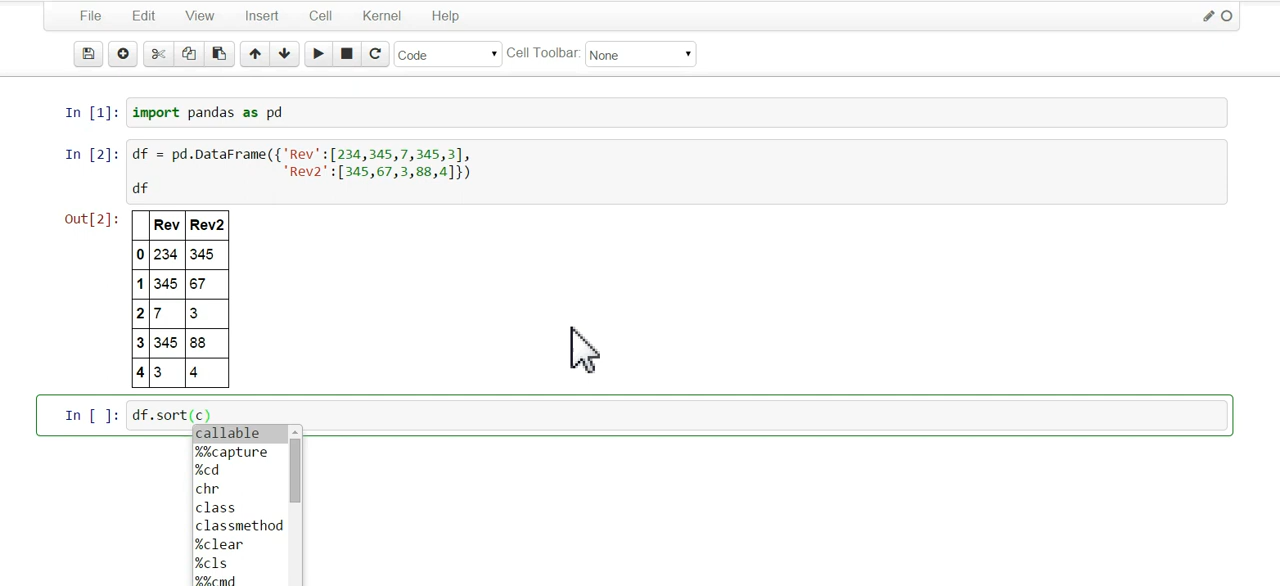 File Edit View Insert Cell Kernel Help
Code Cell Toolbar: None
In [1]: import pandas as pd
In [2]: df = pd.DataFrame({'Rev':[234,345,7,345,3],
'Rev2':[345,67,3,88,4]})
df
Out[2]:
Rev Rev2
0 234 345
1 345 67
2 7 3
3 345 88
4 3 4
In [ ]: df.sort(c)
callable
%%capture
%cd
chr
class
classmethod
%clear
%cls
%%cmd